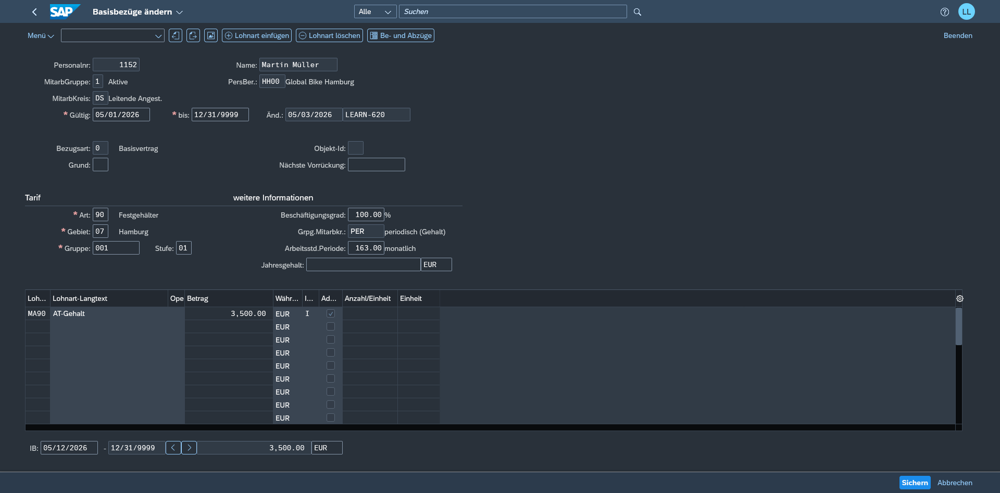 SAP Basisbezüge ändern Alle Suchen LL
Menü Lohnart einfügen Lohnart löschen Be- und Abzüge Beenden
Personalnr: 1152 Name: Martin Müller
MitarbGruppe: 1 Aktive PersBer.: HH00 Global Bike Hamburg
MitarbKreis: DS Leitende Angest.
* Gültig: 05/01/2026 * bis: 12/31/9999 Änd.: 05/03/2026 LEARN-620
Bezugsart: 0 Basisvertrag Objekt-Id:
Grund: Nächste Vorrückung:
Tarif weitere Informationen
* Art: 90 Festgehälter Beschäftigungsgrad: 100.00 %
* Gebiet: 07 Hamburg Grpg.Mitarbkr.: PER periodisch (Gehalt)
* Gruppe: 001 Stufe: 01 Arbeitsstd.Periode: 163.00 monatlich
Jahresgehalt: EUR
Loh... Lohnart-Langtext Ope Betrag Währ... I... Ad... Anzahl/Einheit Einheit
MA90 AT-Gehalt 3,500.00 EUR I
EUR
EUR
EUR
EUR
EUR
EUR
EUR
EUR
IB: 05/12/2026 - 12/31/9999 3,500.00 EUR
Sichern Abbrechen